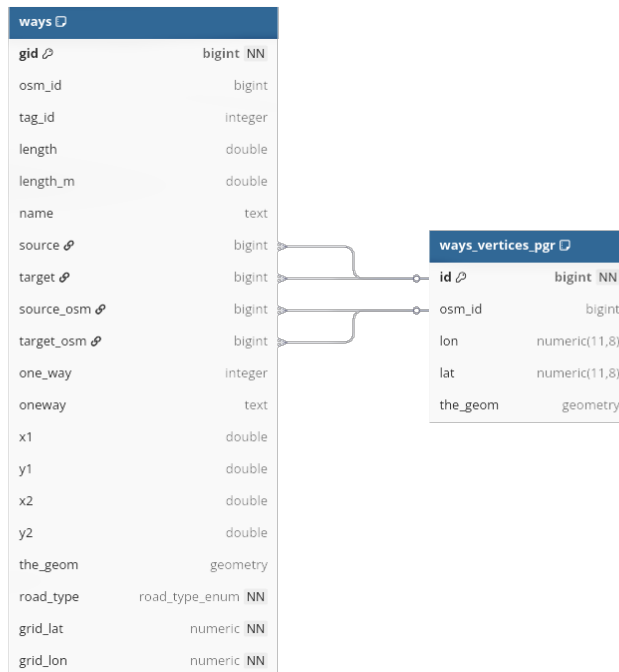 ways
gid bigint NN
osm_id bigint
tag_id integer
length double
length_m double
name text
source bigint
target bigint
source_osm bigint
target_osm bigint
one_way integer
oneway text
x1 double
y1 double
x2 double
y2 double
the_geom geometry
road_type road_type_enum NN
grid_lat numeric NN
grid_lon numeric NN
ways_vertices_pgr
id bigint NN
osm_id bigint
lon numeric(11,8)
lat numeric(11,8)
the_geom geometry